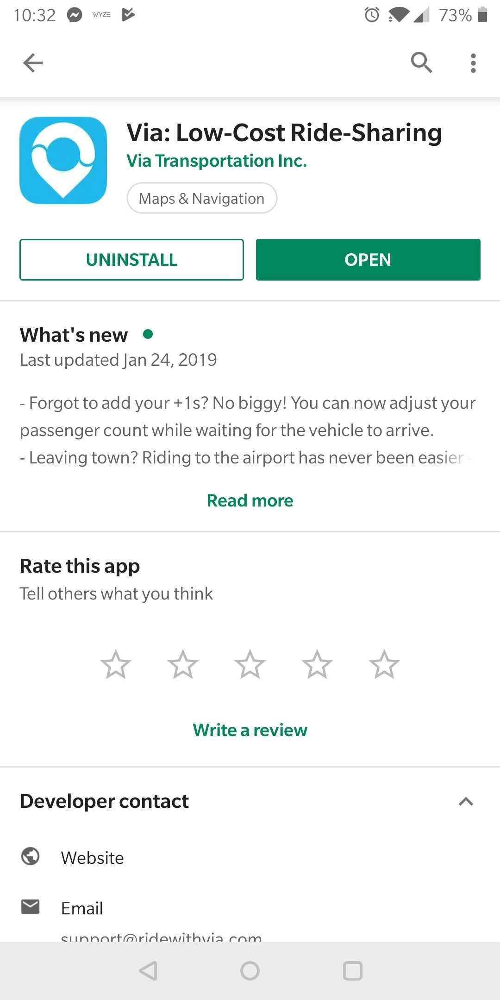 10:32 WYZE 73%
Via: Low-Cost Ride-Sharing
Via Transportation Inc.
Maps & Navigation
UNINSTALL OPEN
What's new
Last updated Jan 24, 2019
- Forgot to add your +1s? No biggy! You can now adjust your
passenger count while waiting for the vehicle to arrive.
- Leaving town? Riding to the airport has never been easier -
Read more
Rate this app
Tell others what you think
Write a review
Developer contact
Website
Email
support@ridewithvia.com